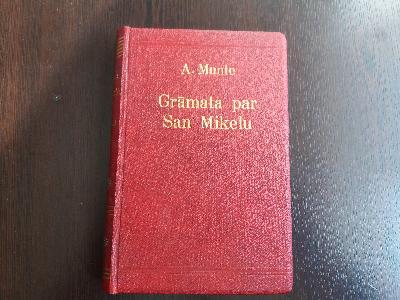 A. Munte
Grāmata par
San Mikelu